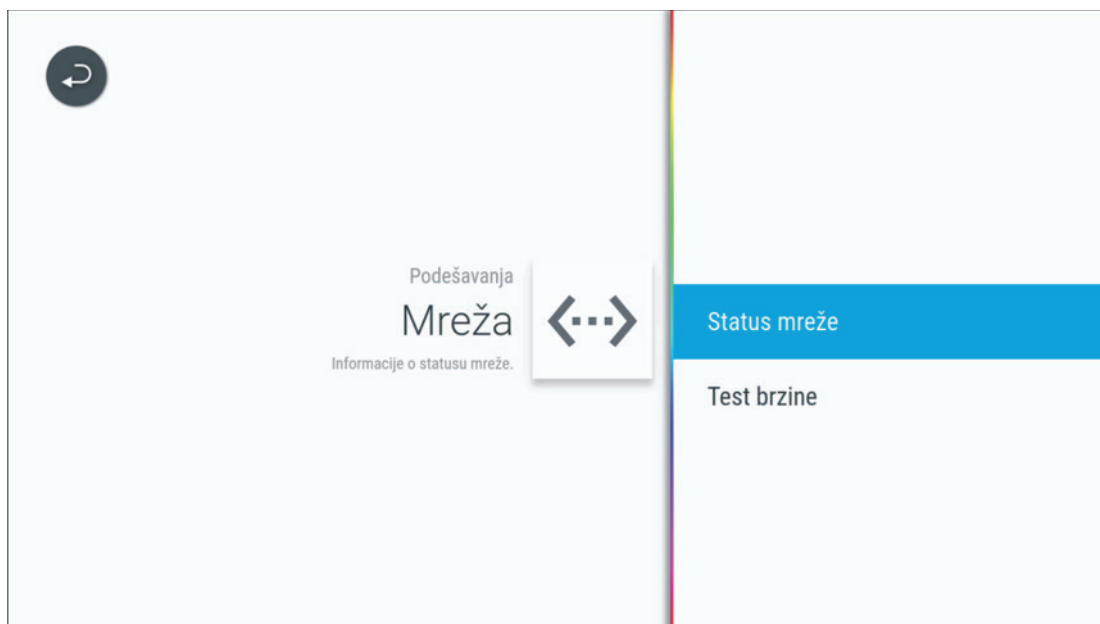 Podešavanja
Mreža
Informacije o statusu mreže.
Status mreže
Test brzine